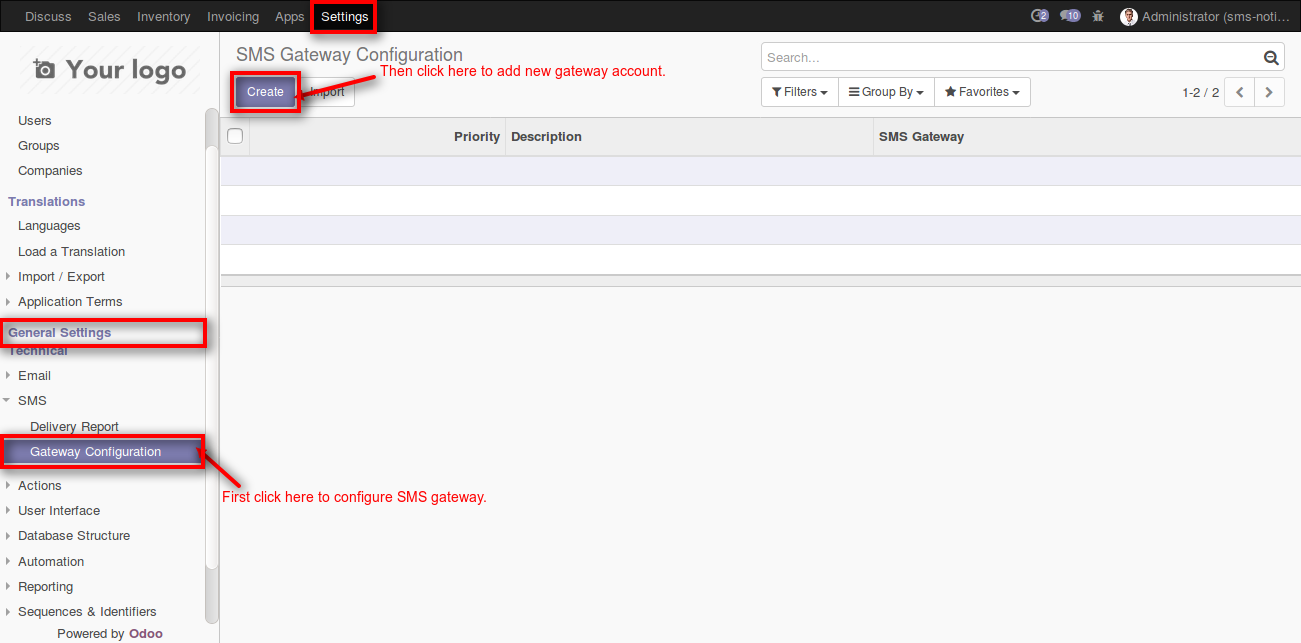 Discuss Sales Inventory Invoicing Apps Settings 2 10 Administrator (sms-noti...
Your logo
SMS Gateway Configuration
Search...
Then click here to add new gateway account.
Create Import
Filters Group By Favorites 1-2 / 2
Priority Description SMS Gateway
Users
Groups
Companies
Translations
Languages
Load a Translation
Import / Export
Application Terms
General Settings
Technical
Email
SMS
Delivery Report
Gateway Configuration
First click here to configure SMS gateway.
Actions
User Interface
Database Structure
Automation
Reporting
Sequences & Identifiers
Powered by Odoo